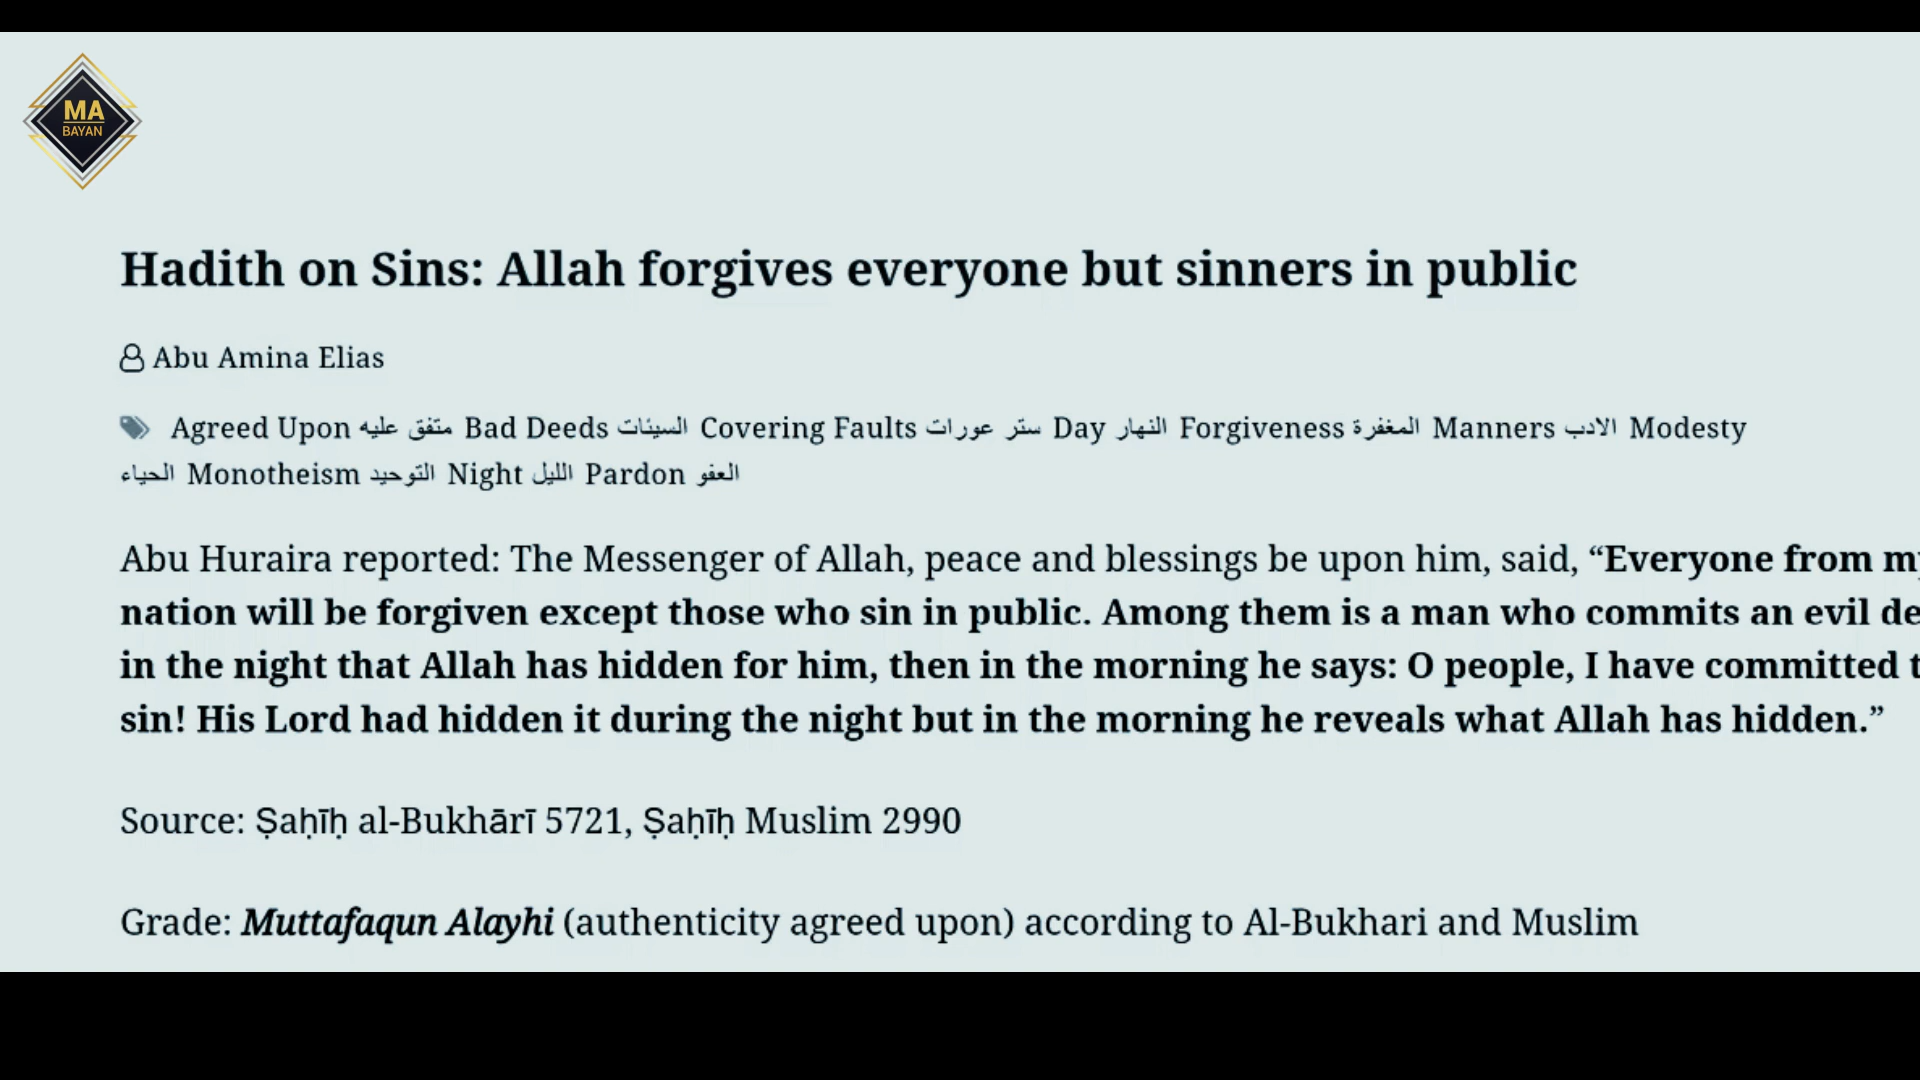 MA
BAYAN
Hadith on Sins: Allah forgives everyone but sinners in public
Abu Amina Elias
Agreed Upon متفق عليه Bad Deeds السيئات Covering Faults ستر عورات Day النهار Forgiveness المغفرة Manners الادب Modesty
الحياء Monotheism التوحيد Night الليل Pardon العفو
Abu Huraira reported: The Messenger of Allah, peace and blessings be upon him, said, “Everyone from
nation will be forgiven except those who sin in public. Among them is a man who commits an evil
in the night that Allah has hidden for him, then in the morning he says: O people, I have committed
sin! His Lord had hidden it during the night but in the morning he reveals what Allah has hidden.”
Source: Ṣaḥīḥ al-Bukhārī 5721, Ṣaḥīḥ Muslim 2990
Grade: Muttafaqun Alayhi (authenticity agreed upon) according to Al-Bukhari and Muslim